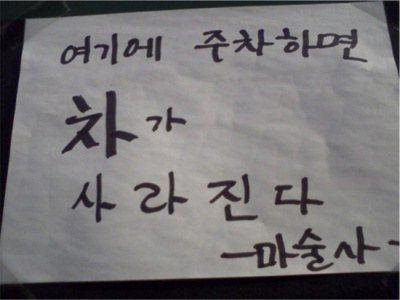 여기에 주차하면
차가
사라진다
-마술사-